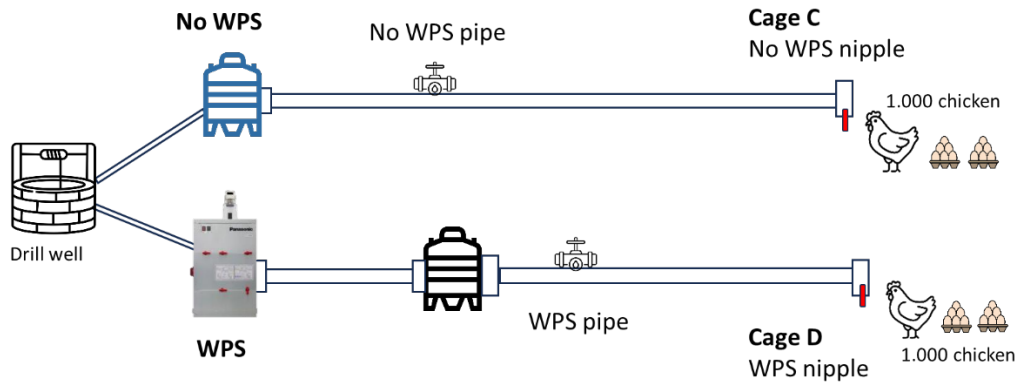 No WPS
No WPS pipe
Cage C
No WPS nipple
1.000 chicken
Drill well
Panasonic
WPS
WPS pipe
Cage D
WPS nipple
1.000 chicken